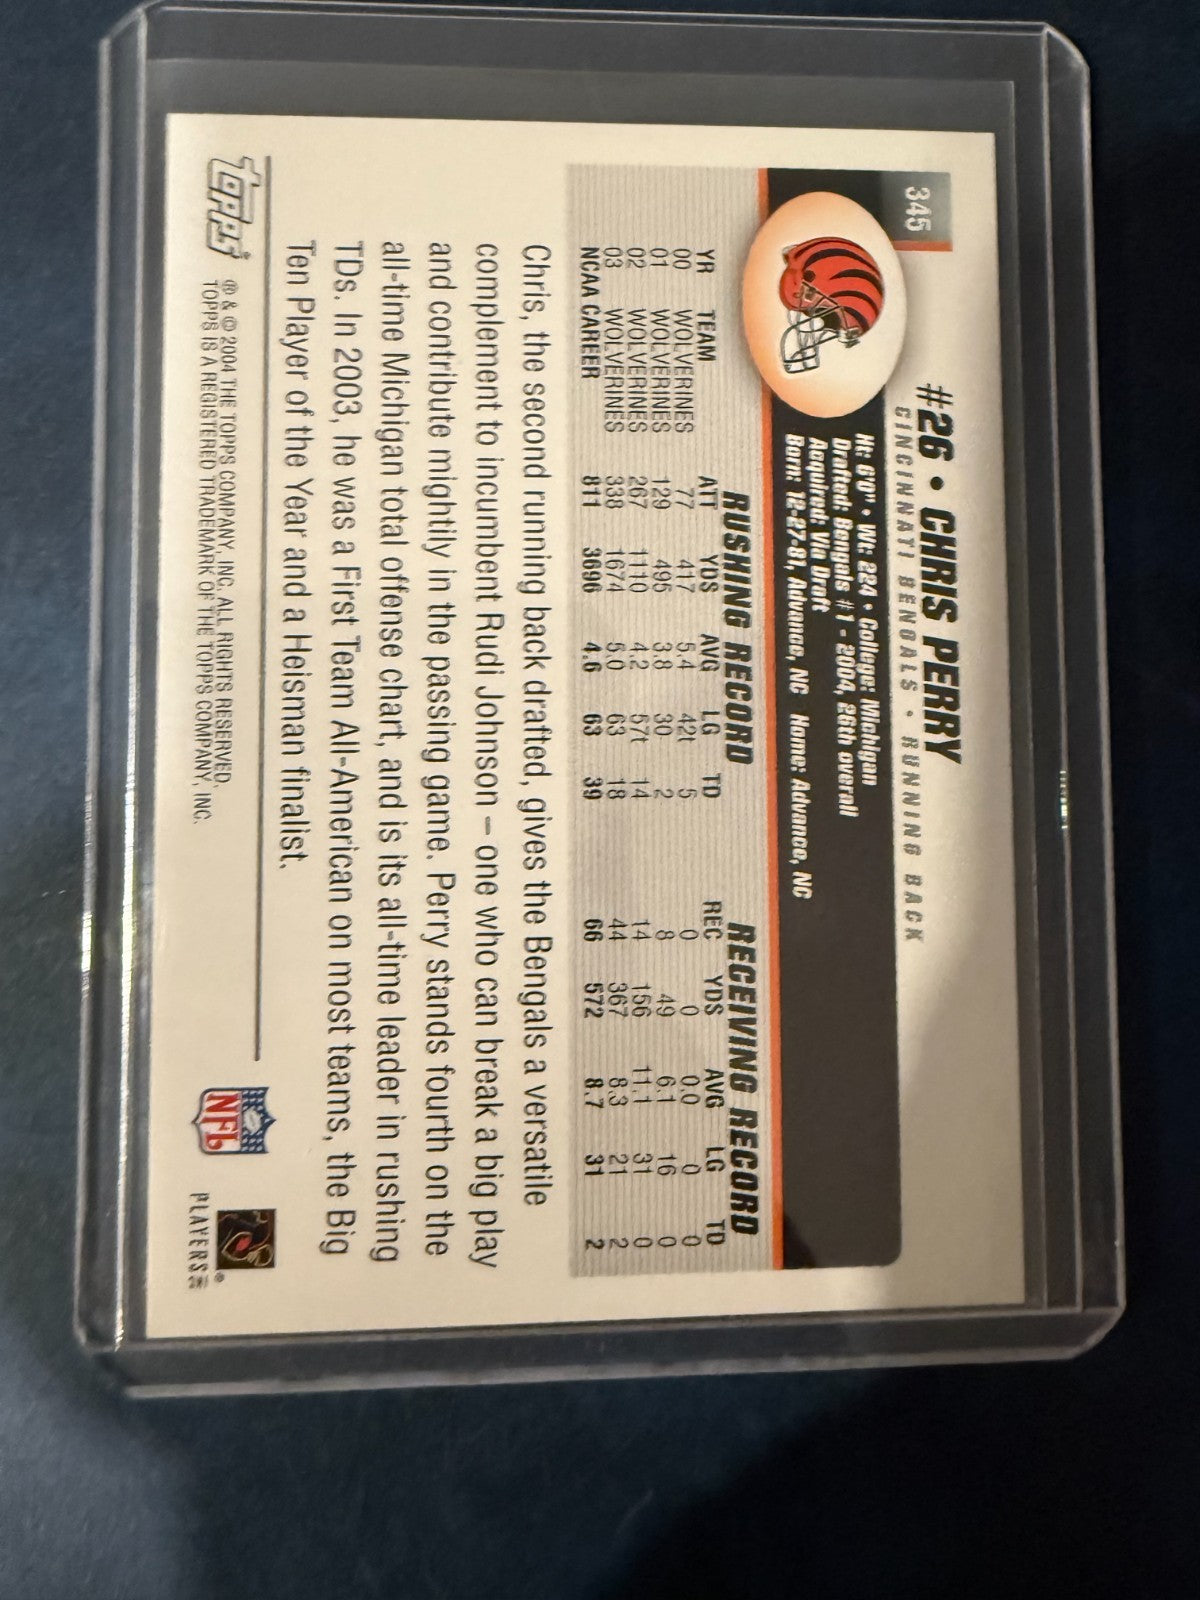 345
#26 • CHRIS PERRY
CINCINNATI BENGALS • RUNNING BACK
Ht: 6'0" • Wt: 224 • College: Michigan
Drafted: Bengals #1 - 2004, 26th overall
Acquired: Via Draft
Born: 12-27-81, Advance, NC Home: Advance, NC
RUSHING RECORD RECEIVING RECORD
YR TEAM ATT YDS AVG LG TD REC YDS AVG LG TD
00 WOLVERINES 77 417 5.4 42t 5 0 0 0.0 0 0
01 WOLVERINES 129 495 3.8 30 2 8 49 6.1 16 0
02 WOLVERINES 267 1110 4.2 57t 14 14 156 11.1 31 0
03 WOLVERINES 338 1674 5.0 63 18 44 367 8.3 21 2
NCAA CAREER 811 3696 4.6 63 39 66 572 8.7 31 2
Chris, the second running back drafted, gives the Bengals a versatile
complement to incumbent Rudi Johnson – one who can break a big play
and contribute mightily in the passing game. Perry stands fourth on the
all-time Michigan total offense chart, and is its all-time leader in rushing
TDs. In 2003, he was a First Team All-American on most teams, the Big
Ten Player of the Year and a Heisman finalist.
TOPPS
® & © 2004 THE TOPPS COMPANY, INC. ALL RIGHTS RESERVED.
TOPPS IS A REGISTERED TRADEMARK OF THE TOPPS COMPANY, INC.
NFL
PLAYERS INC